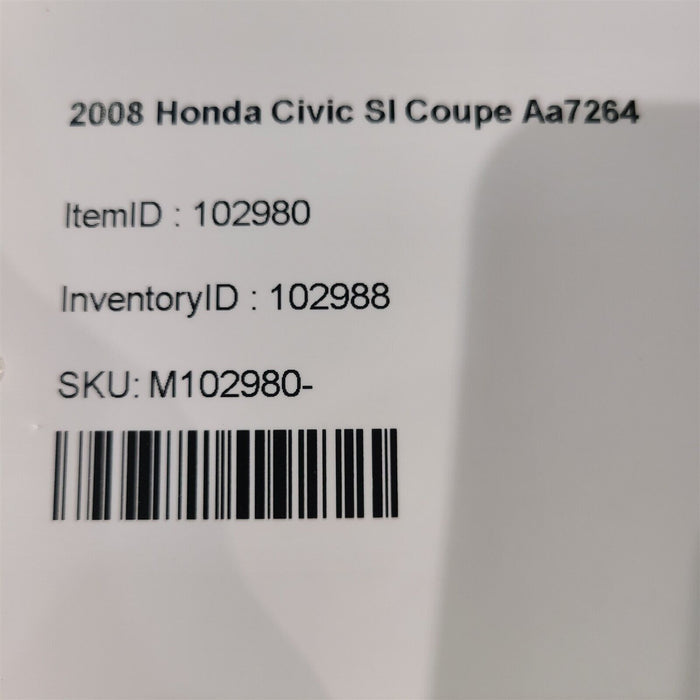 2008 Honda Civic SI Coupe Aa7264
ItemID : 102980
InventoryID : 102988
SKU: M102980-